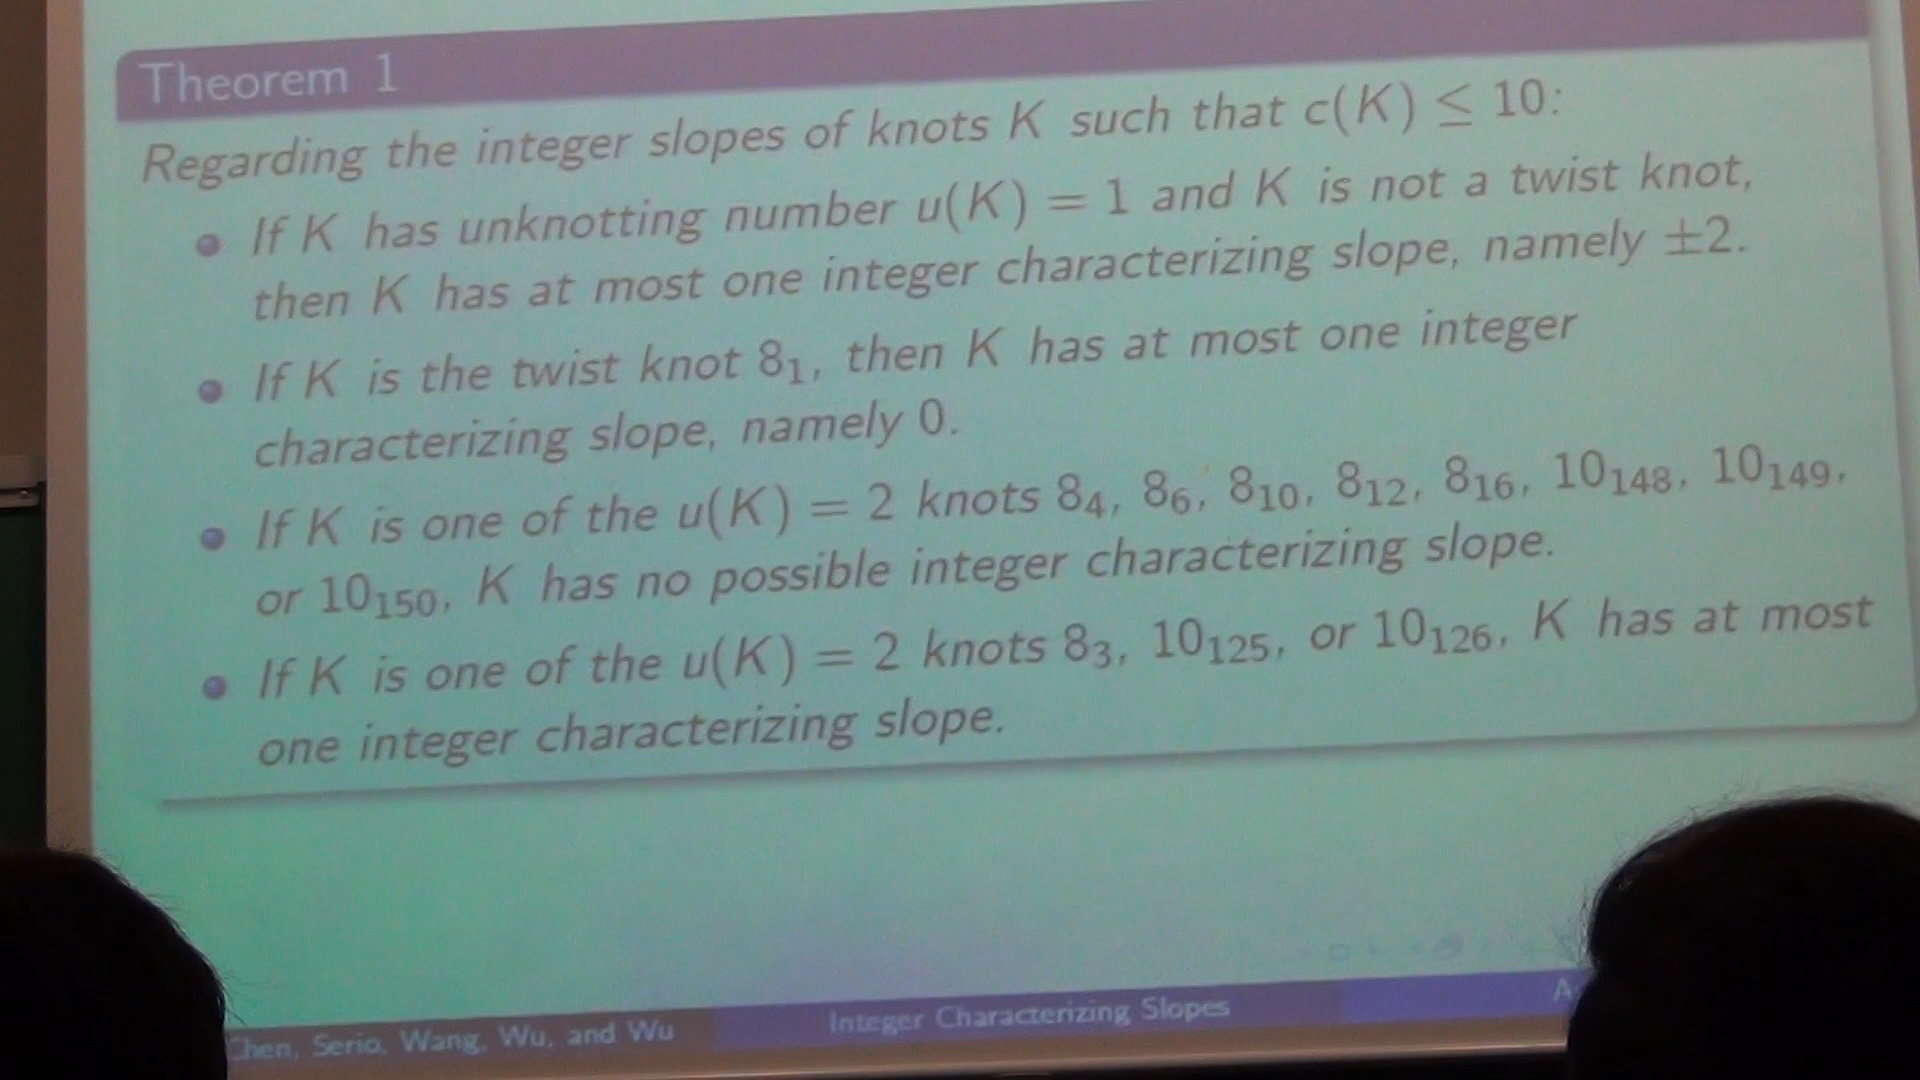 Theorem 1
Regarding the integer slopes of knots K such that c(K) ≤ 10:
If K has unknotting number u(K) = 1 and K is not a twist knot,
then K has at most one integer characterizing slope, namely ±2.
If K is the twist knot 8₁, then K has at most one integer
characterizing slope, namely 0.
If K is one of the u(K) = 2 knots 8₄, 8₆, 8₁₀, 8₁₂, 8₁₆, 10₁₄₈, 10₁₄₉,
or 10₁₅₀, K has no possible integer characterizing slope.
If K is one of the u(K) = 2 knots 8₃, 10₁₂₅, or 10₁₂₆, K has at most
one integer characterizing slope.
Chen, Serio, Wang, Wu, and Wu
Integer Characterizing Slopes